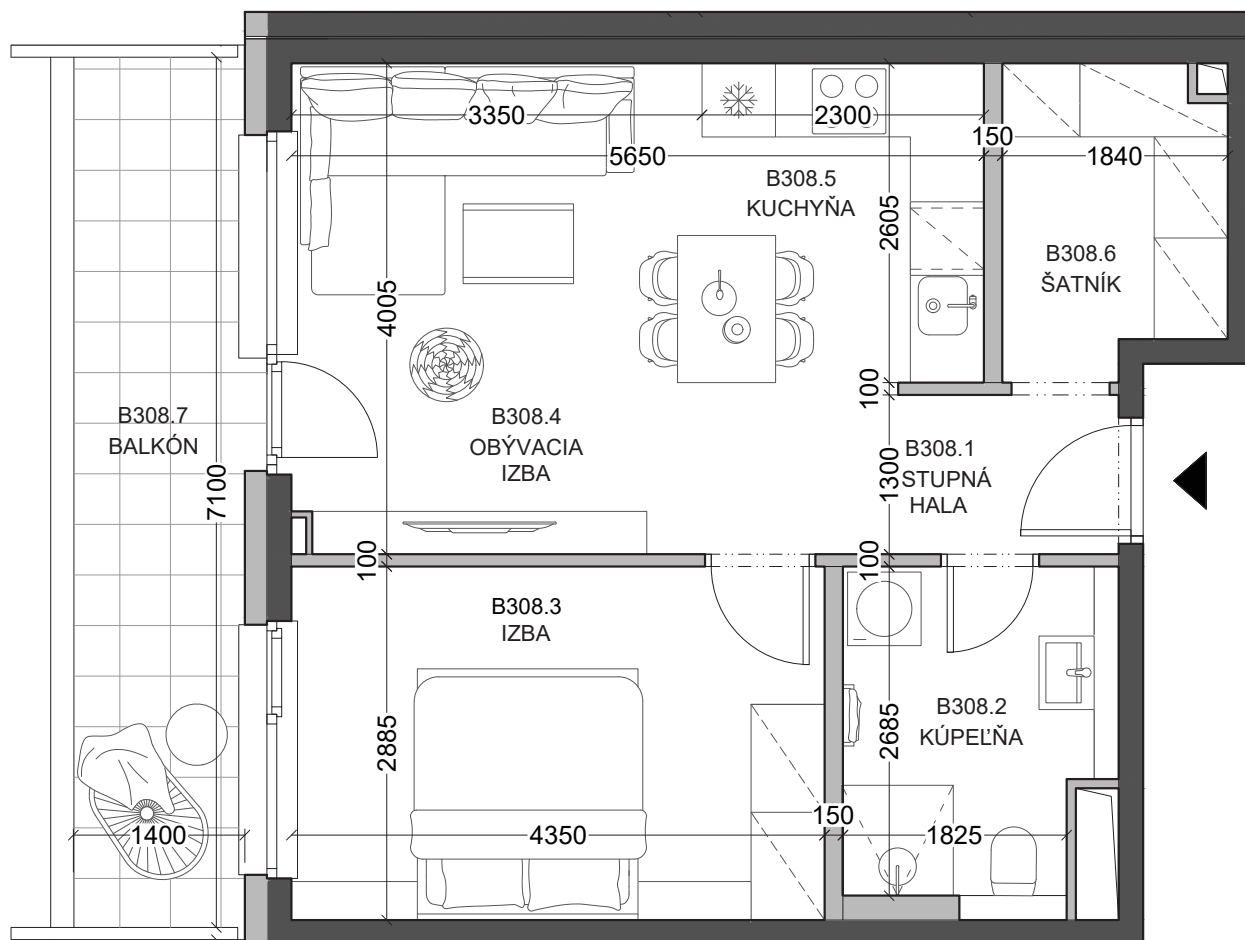 3350
2300
150
5650
1840
B308.5
KUCHYŇA
2605
B308.6
ŠATNÍK
4005
100
B308.7
BALKÓN
B308.4
OBÝVACIA
IZBA
B308.1
STUPNÁ
HALA
1300
7100
100
100
B308.3
IZBA
B308.2
KÚPEĽŇA
2885
2685
150
1400
4350
1825